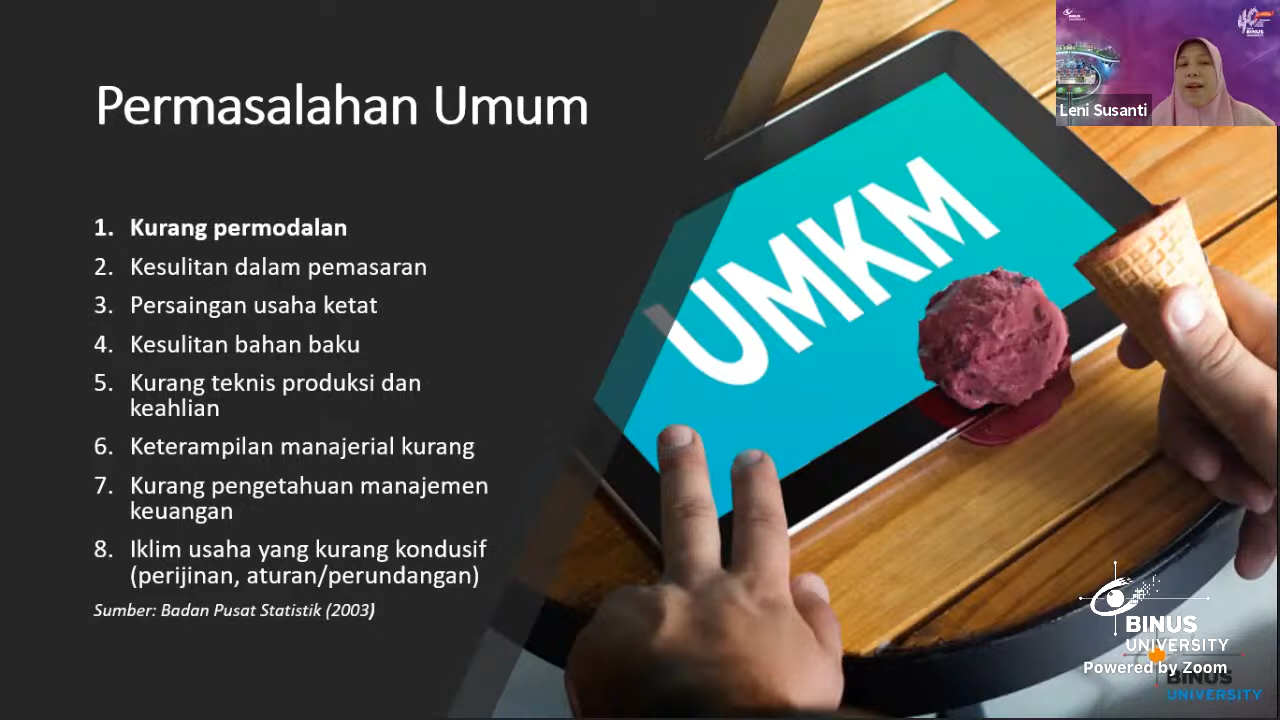 Permasalahan Umum
1. Kurang permodalan
2. Kesulitan dalam pemasaran
3. Persaingan usaha ketat
4. Kesulitan bahan baku
5. Kurang teknis produksi dan
keahlian
6. Keterampilan manajerial kurang
7. Kurang pengetahuan manajemen
keuangan
8. Iklim usaha yang kurang kondusif
(perijinan, aturan/perundangan)
Sumber: Badan Pusat Statistik (2003)
UMKM
BINUS
BINUS
Leni Susanti
BINUS
UNIVERSITY
Powered by Zoom
BINUS
UNIVERSITY